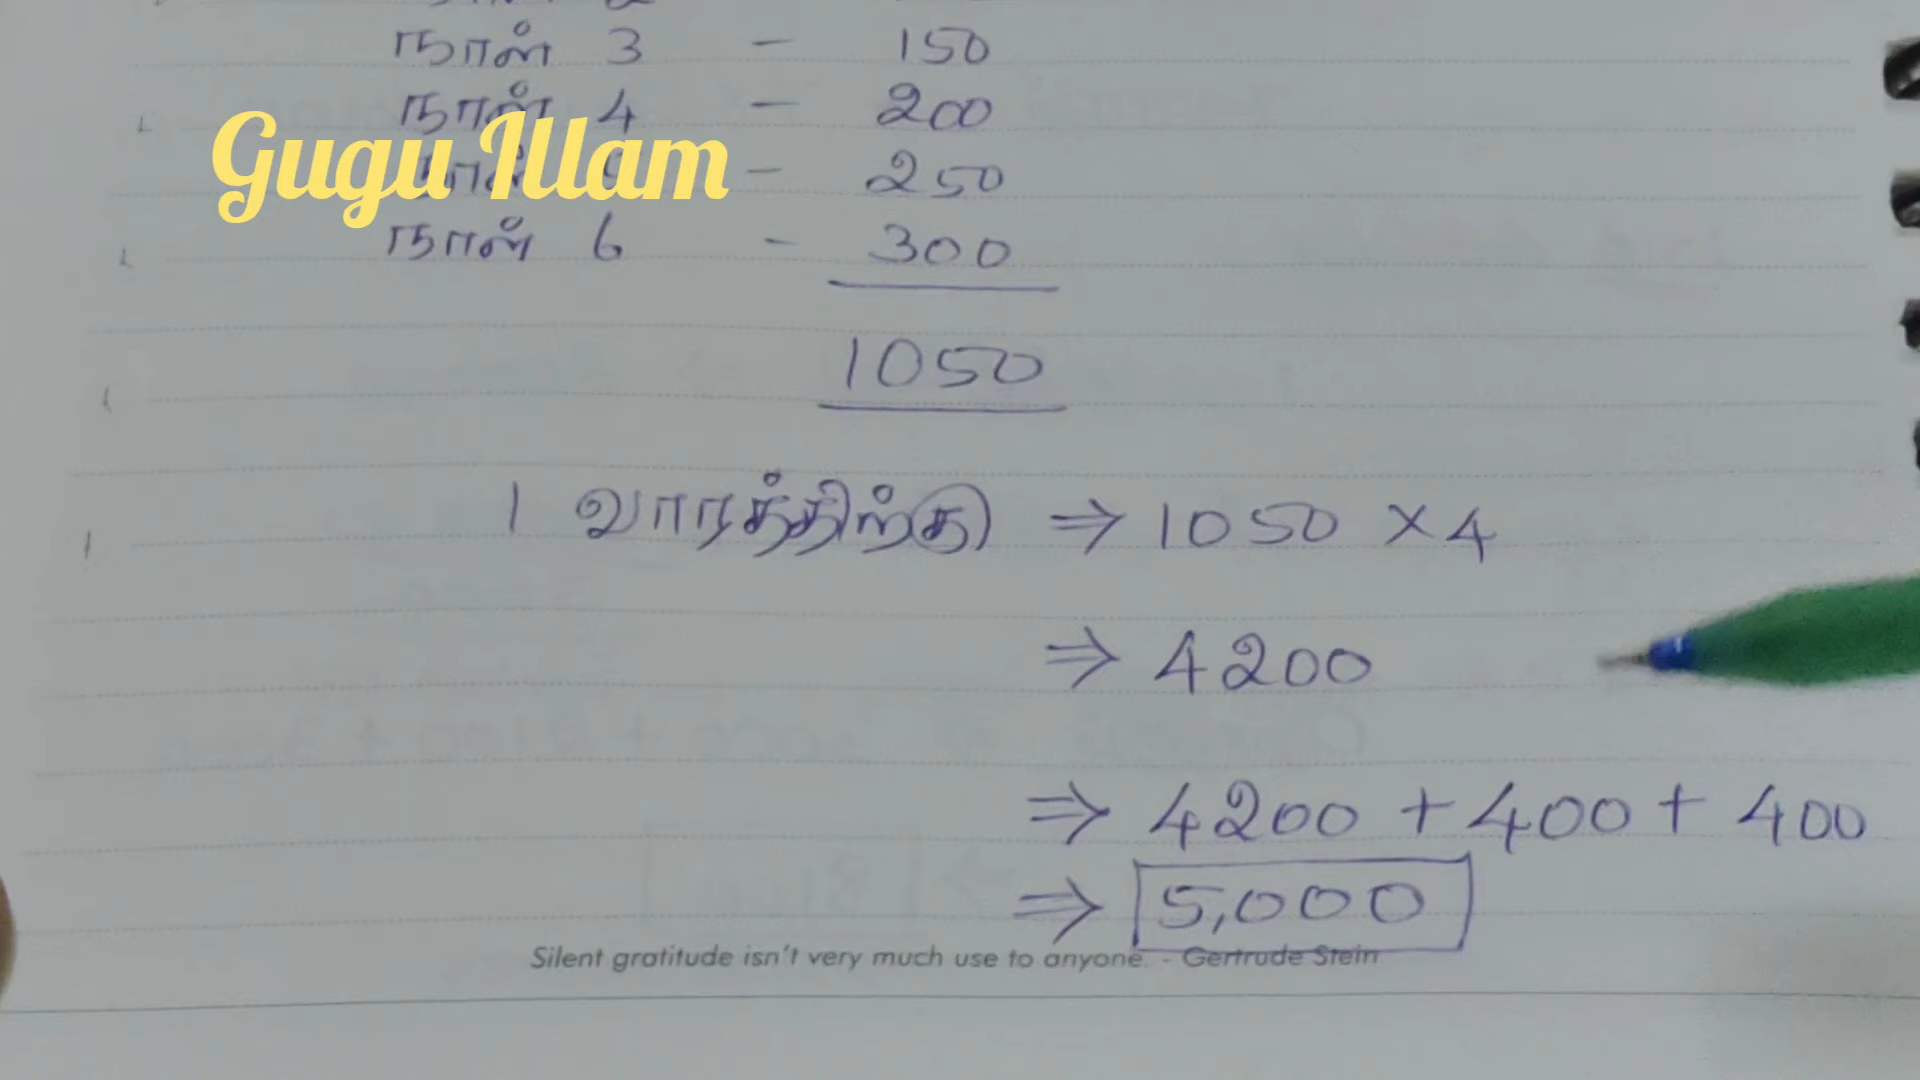 நாள் 3 - 150
நாள் 4 - 200
Gugu Illam
நாள் - 250
நாள் 6 - 300
1050
1 வாரத்திற்கு ⇒ 1050 × 4
⇒ 4200
⇒ 4200 + 400 + 400
⇒ 5,000
Silent gratitude isn't very much use to anyone. - Gertrude Stein